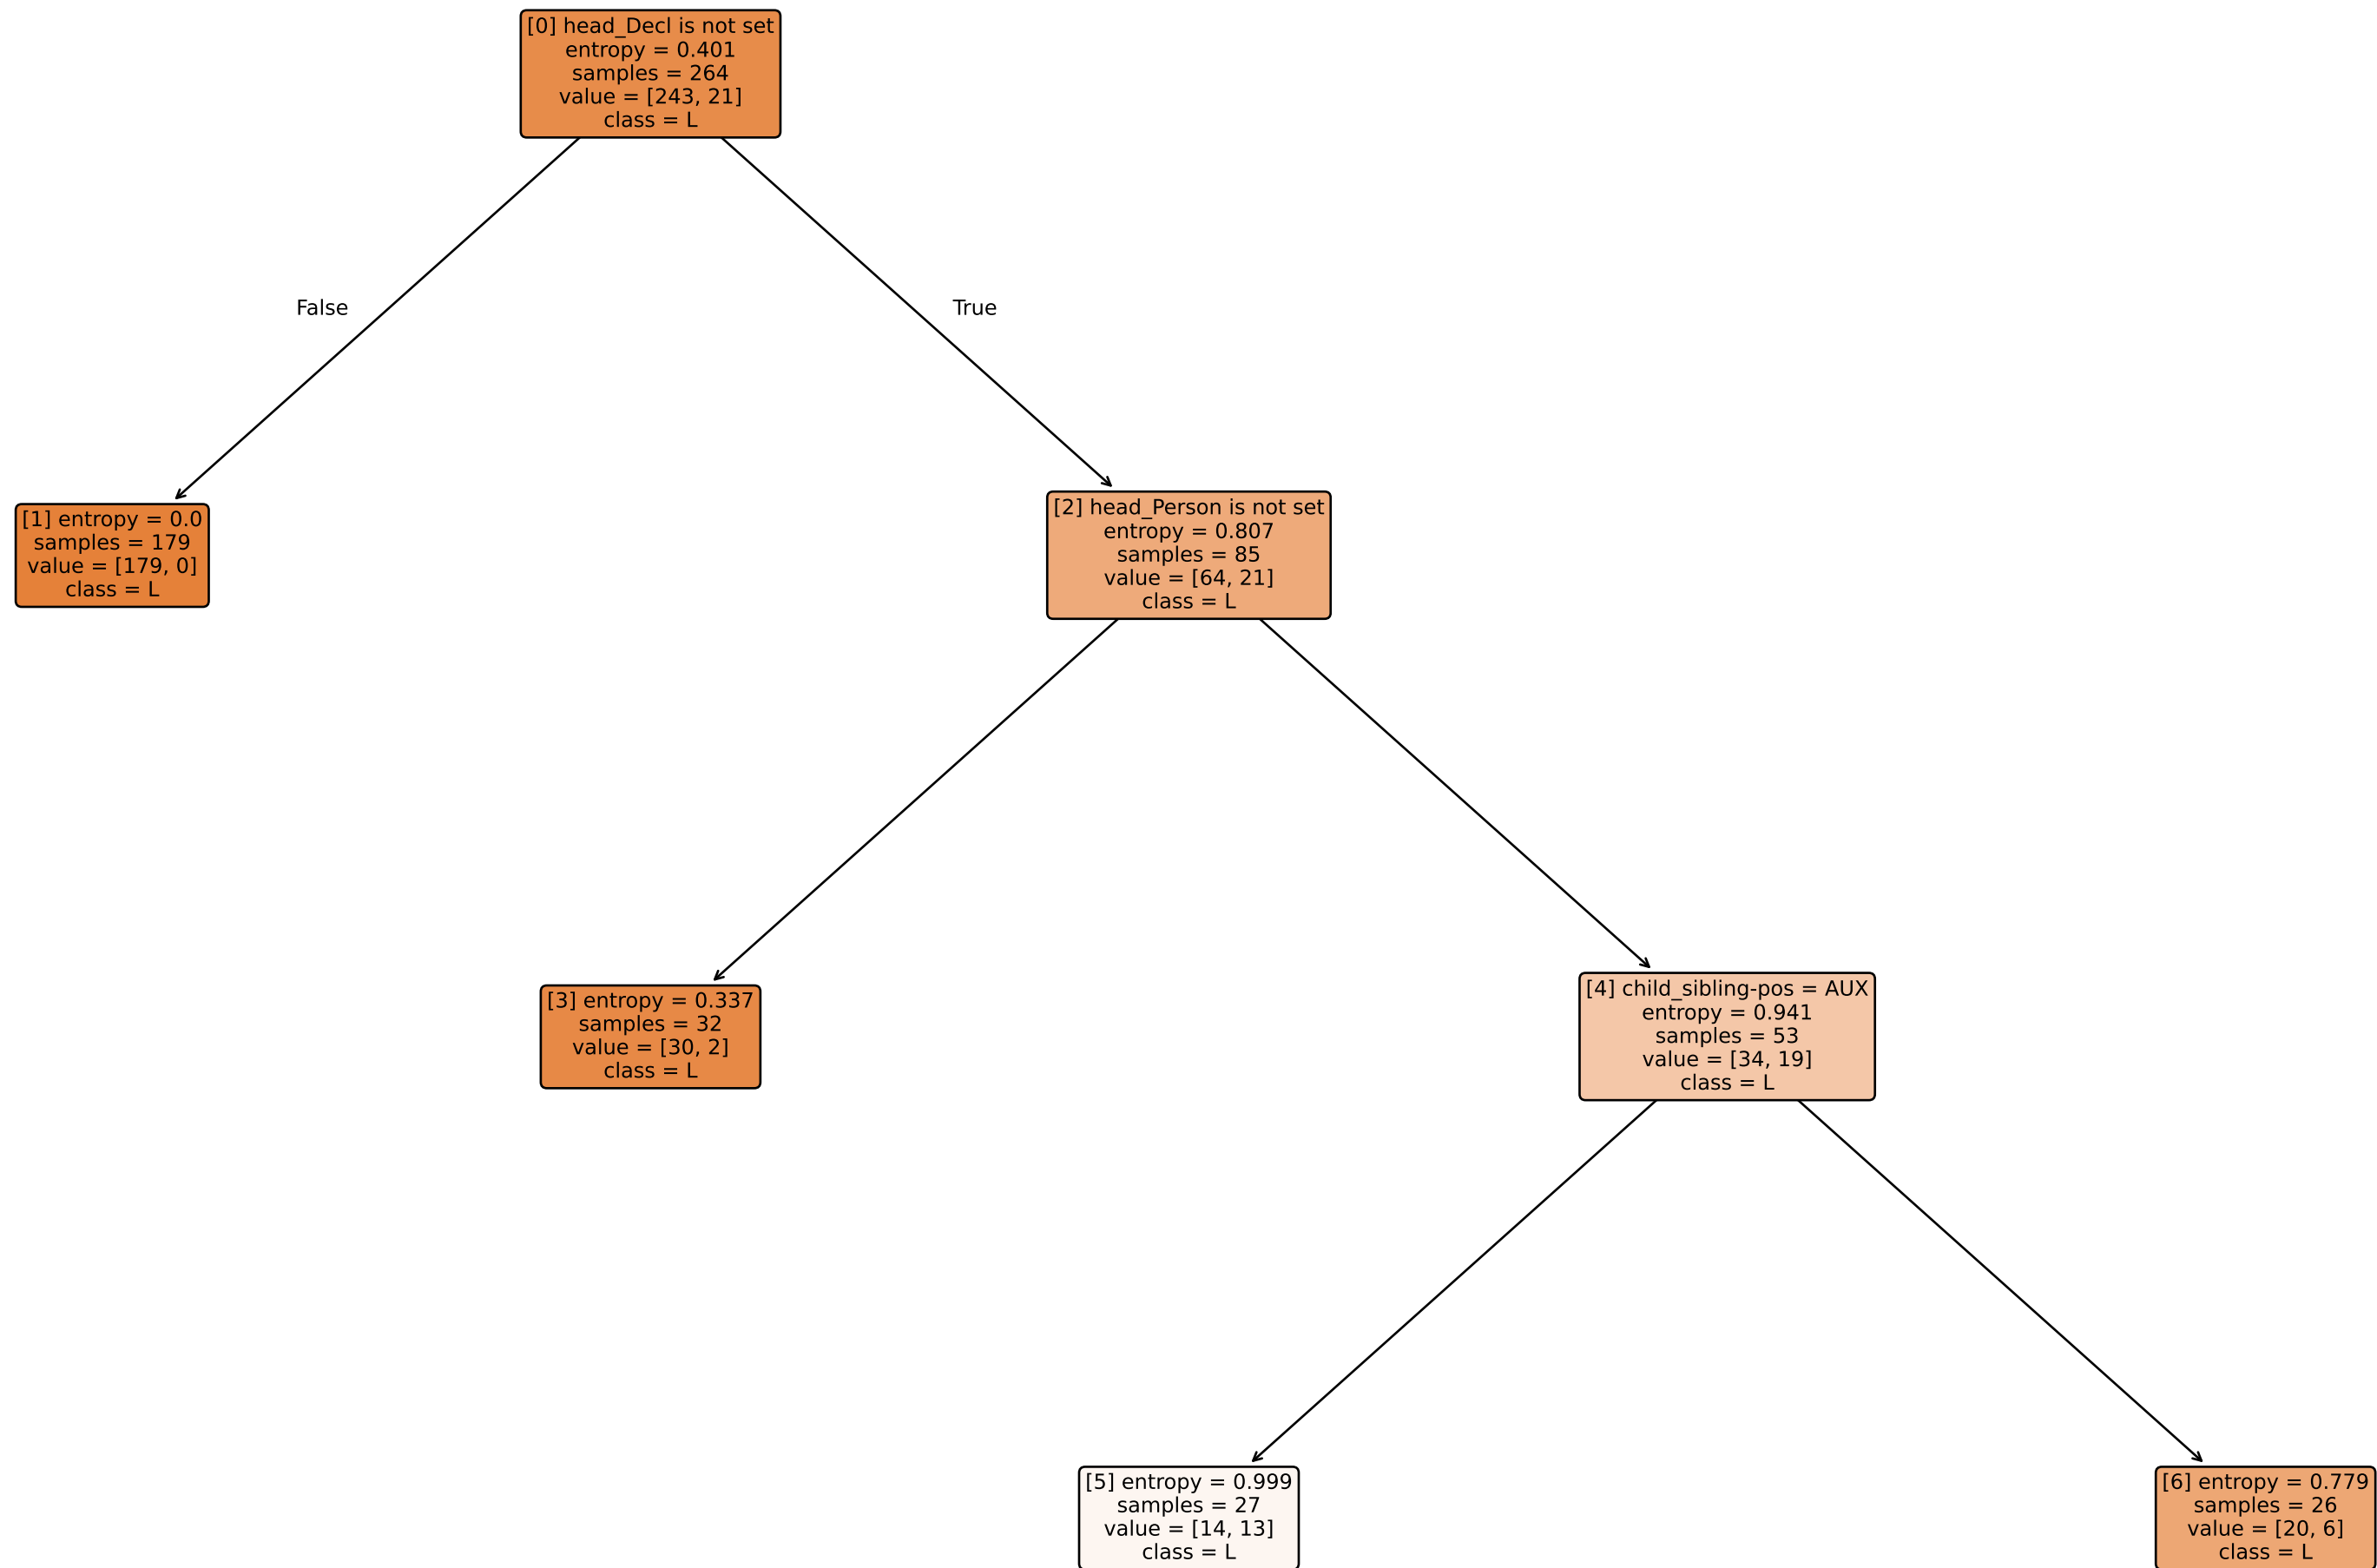 [0] head_Decl is not set
entropy = 0.401
samples = 264
value = [243, 21]
class = L
False
True
[1] entropy = 0.0
samples = 179
value = [179, 0]
class = L
[2] head_Person is not set
entropy = 0.807
samples = 85
value = [64, 21]
class = L
[3] entropy = 0.337
samples = 32
value = [30, 2]
class = L
[4] child_sibling-pos = AUX
entropy = 0.941
samples = 53
value = [34, 19]
class = L
[5] entropy = 0.999
samples = 27
value = [14, 13]
class = L
[6] entropy = 0.779
samples = 26
value = [20, 6]
class = L